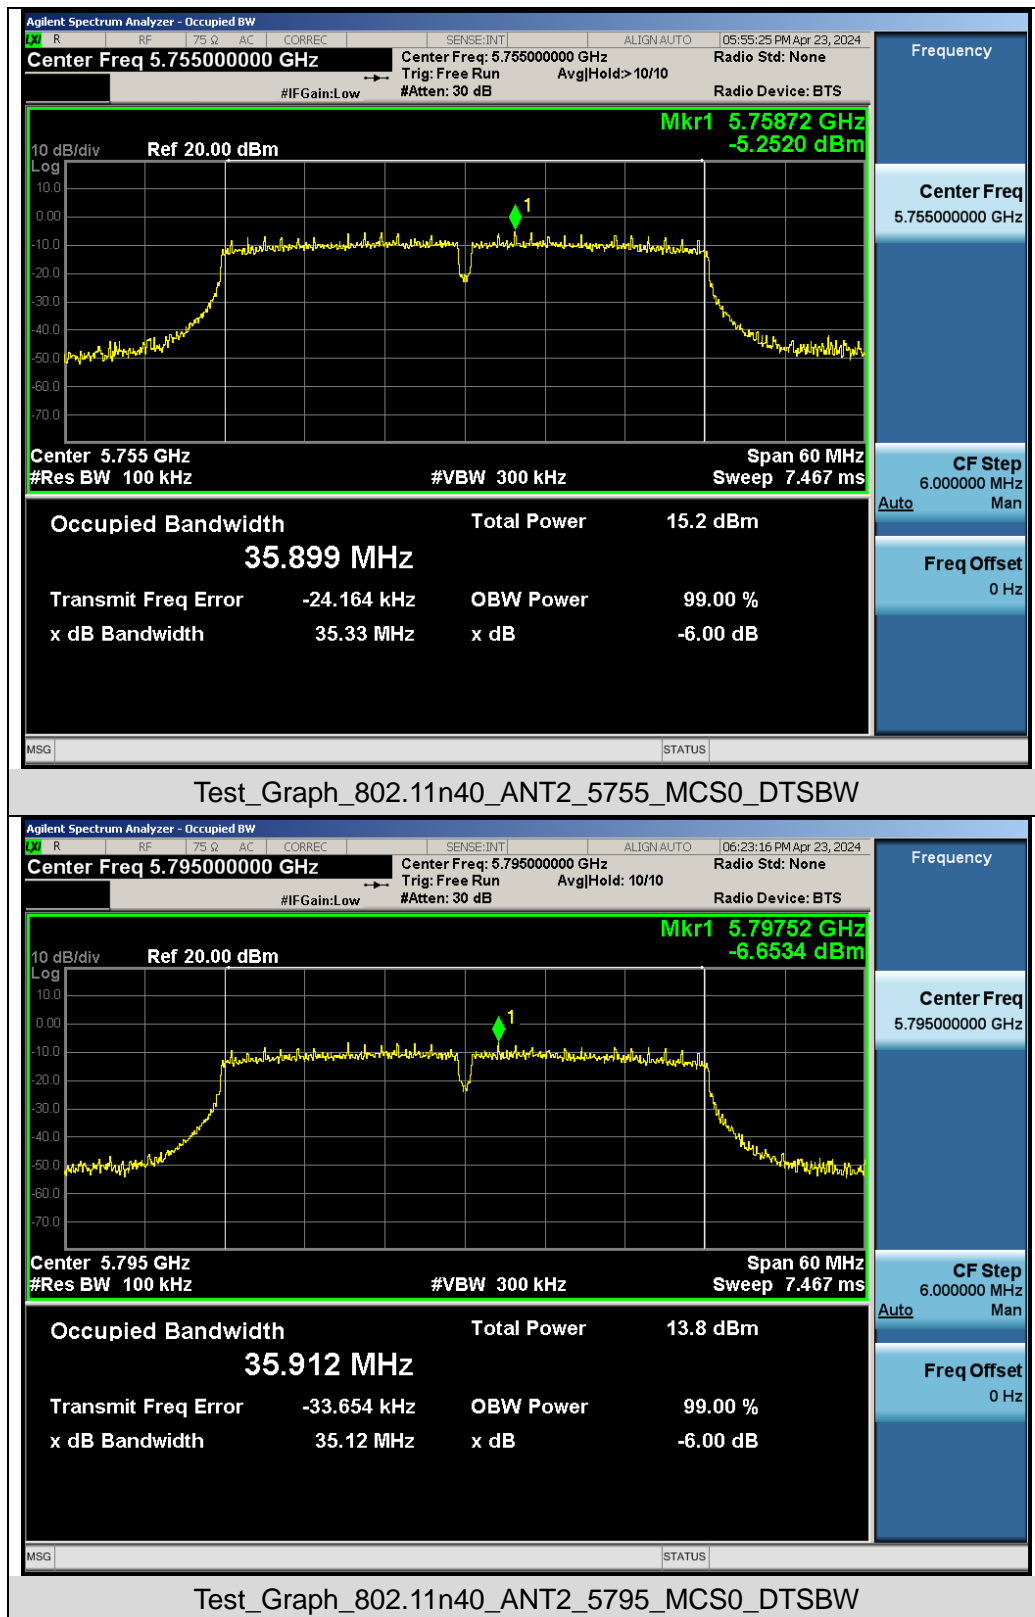 Agilent Spectrum Analyzer - Occupied BW
LXI R RF 75 Ω AC CORREC SENSE:INT ALIGN AUTO 05:55:25 PM Apr 23, 2024
Center Freq 5.755000000 GHz
Center Freq: 5.755000000 GHz
Radio Std: None
Trig: Free Run Avg|Hold:> 10/10
#IFGain:Low #Atten: 30 dB Radio Device: BTS
Mkr1 5.75872 GHz
-5.2520 dBm
10 dB/div Ref 20.00 dBm
Log
10.0
0.00
-10.0
-20.0
-30.0
-40.0
-50.0
-60.0
-70.0
1
Center 5.755 GHz Span 60 MHz
#Res BW 100 kHz #VBW 300 kHz Sweep 7.467 ms
Occupied Bandwidth Total Power 15.2 dBm
35.899 MHz
Transmit Freq Error -24.164 kHz OBW Power 99.00 %
x dB Bandwidth 35.33 MHz x dB -6.00 dB
MSG STATUS
Frequency
Center Freq
5.755000000 GHz
CF Step
6.000000 MHz
Auto Man
Freq Offset
0 Hz
Test_Graph_802.11n40_ANT2_5755_MCS0_DTSBW
Agilent Spectrum Analyzer - Occupied BW
LXI R RF 75 Ω AC CORREC SENSE:INT ALIGN AUTO 06:23:16 PM Apr 23, 2024
Center Freq 5.795000000 GHz
Center Freq: 5.795000000 GHz
Radio Std: None
Trig: Free Run Avg|Hold: 10/10
#IFGain:Low #Atten: 30 dB Radio Device: BTS
Mkr1 5.79752 GHz
-6.6534 dBm
10 dB/div Ref 20.00 dBm
Log
10.0
0.00
-10.0
-20.0
-30.0
-40.0
-50.0
-60.0
-70.0
1
Center 5.795 GHz Span 60 MHz
#Res BW 100 kHz #VBW 300 kHz Sweep 7.467 ms
Occupied Bandwidth Total Power 13.8 dBm
35.912 MHz
Transmit Freq Error -33.654 kHz OBW Power 99.00 %
x dB Bandwidth 35.12 MHz x dB -6.00 dB
MSG STATUS
Frequency
Center Freq
5.795000000 GHz
CF Step
6.000000 MHz
Auto Man
Freq Offset
0 Hz
Test_Graph_802.11n40_ANT2_5795_MCS0_DTSBW